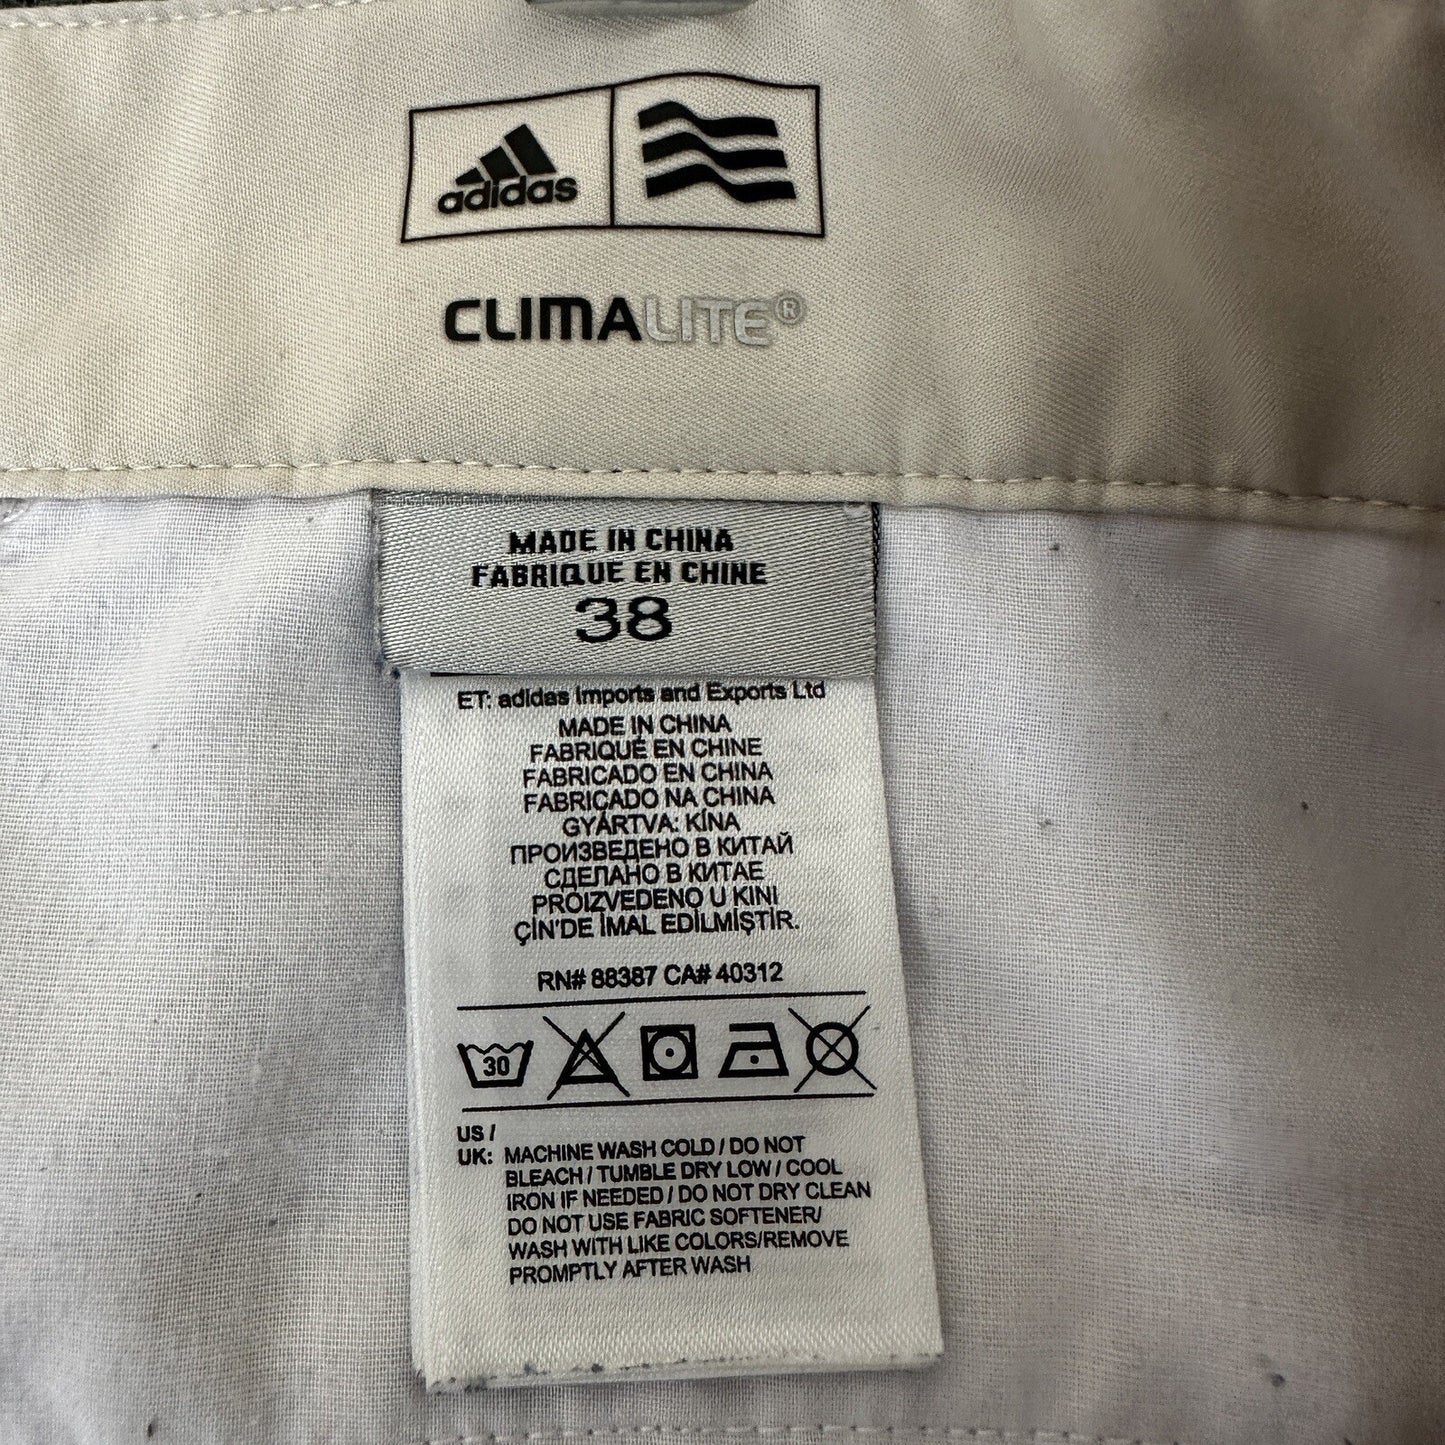 adidas
CLIMALITE®
MADE IN CHINA
FABRIQUE EN CHINE
38
ET: adidas Imports and Exports Ltd
MADE IN CHINA
FABRIQUÉ EN CHINE
FABRICADO EN CHINA
FABRICADO NA CHINA
GYÁRTVA: KÍNA
ПРОИЗВЕДЕНО В КИТАЙ
СДЕЛАНО В КИТАЕ
PROIZVEDENO U KINI
ÇİN'DE İMAL EDİLMİŞTİR.
RN# 88387 CA# 40312
30
US /
UK: MACHINE WASH COLD / DO NOT
BLEACH / TUMBLE DRY LOW / COOL
IRON IF NEEDED / DO NOT DRY CLEAN
DO NOT USE FABRIC SOFTENER/
WASH WITH LIKE COLORS/REMOVE
PROMPTLY AFTER WASH